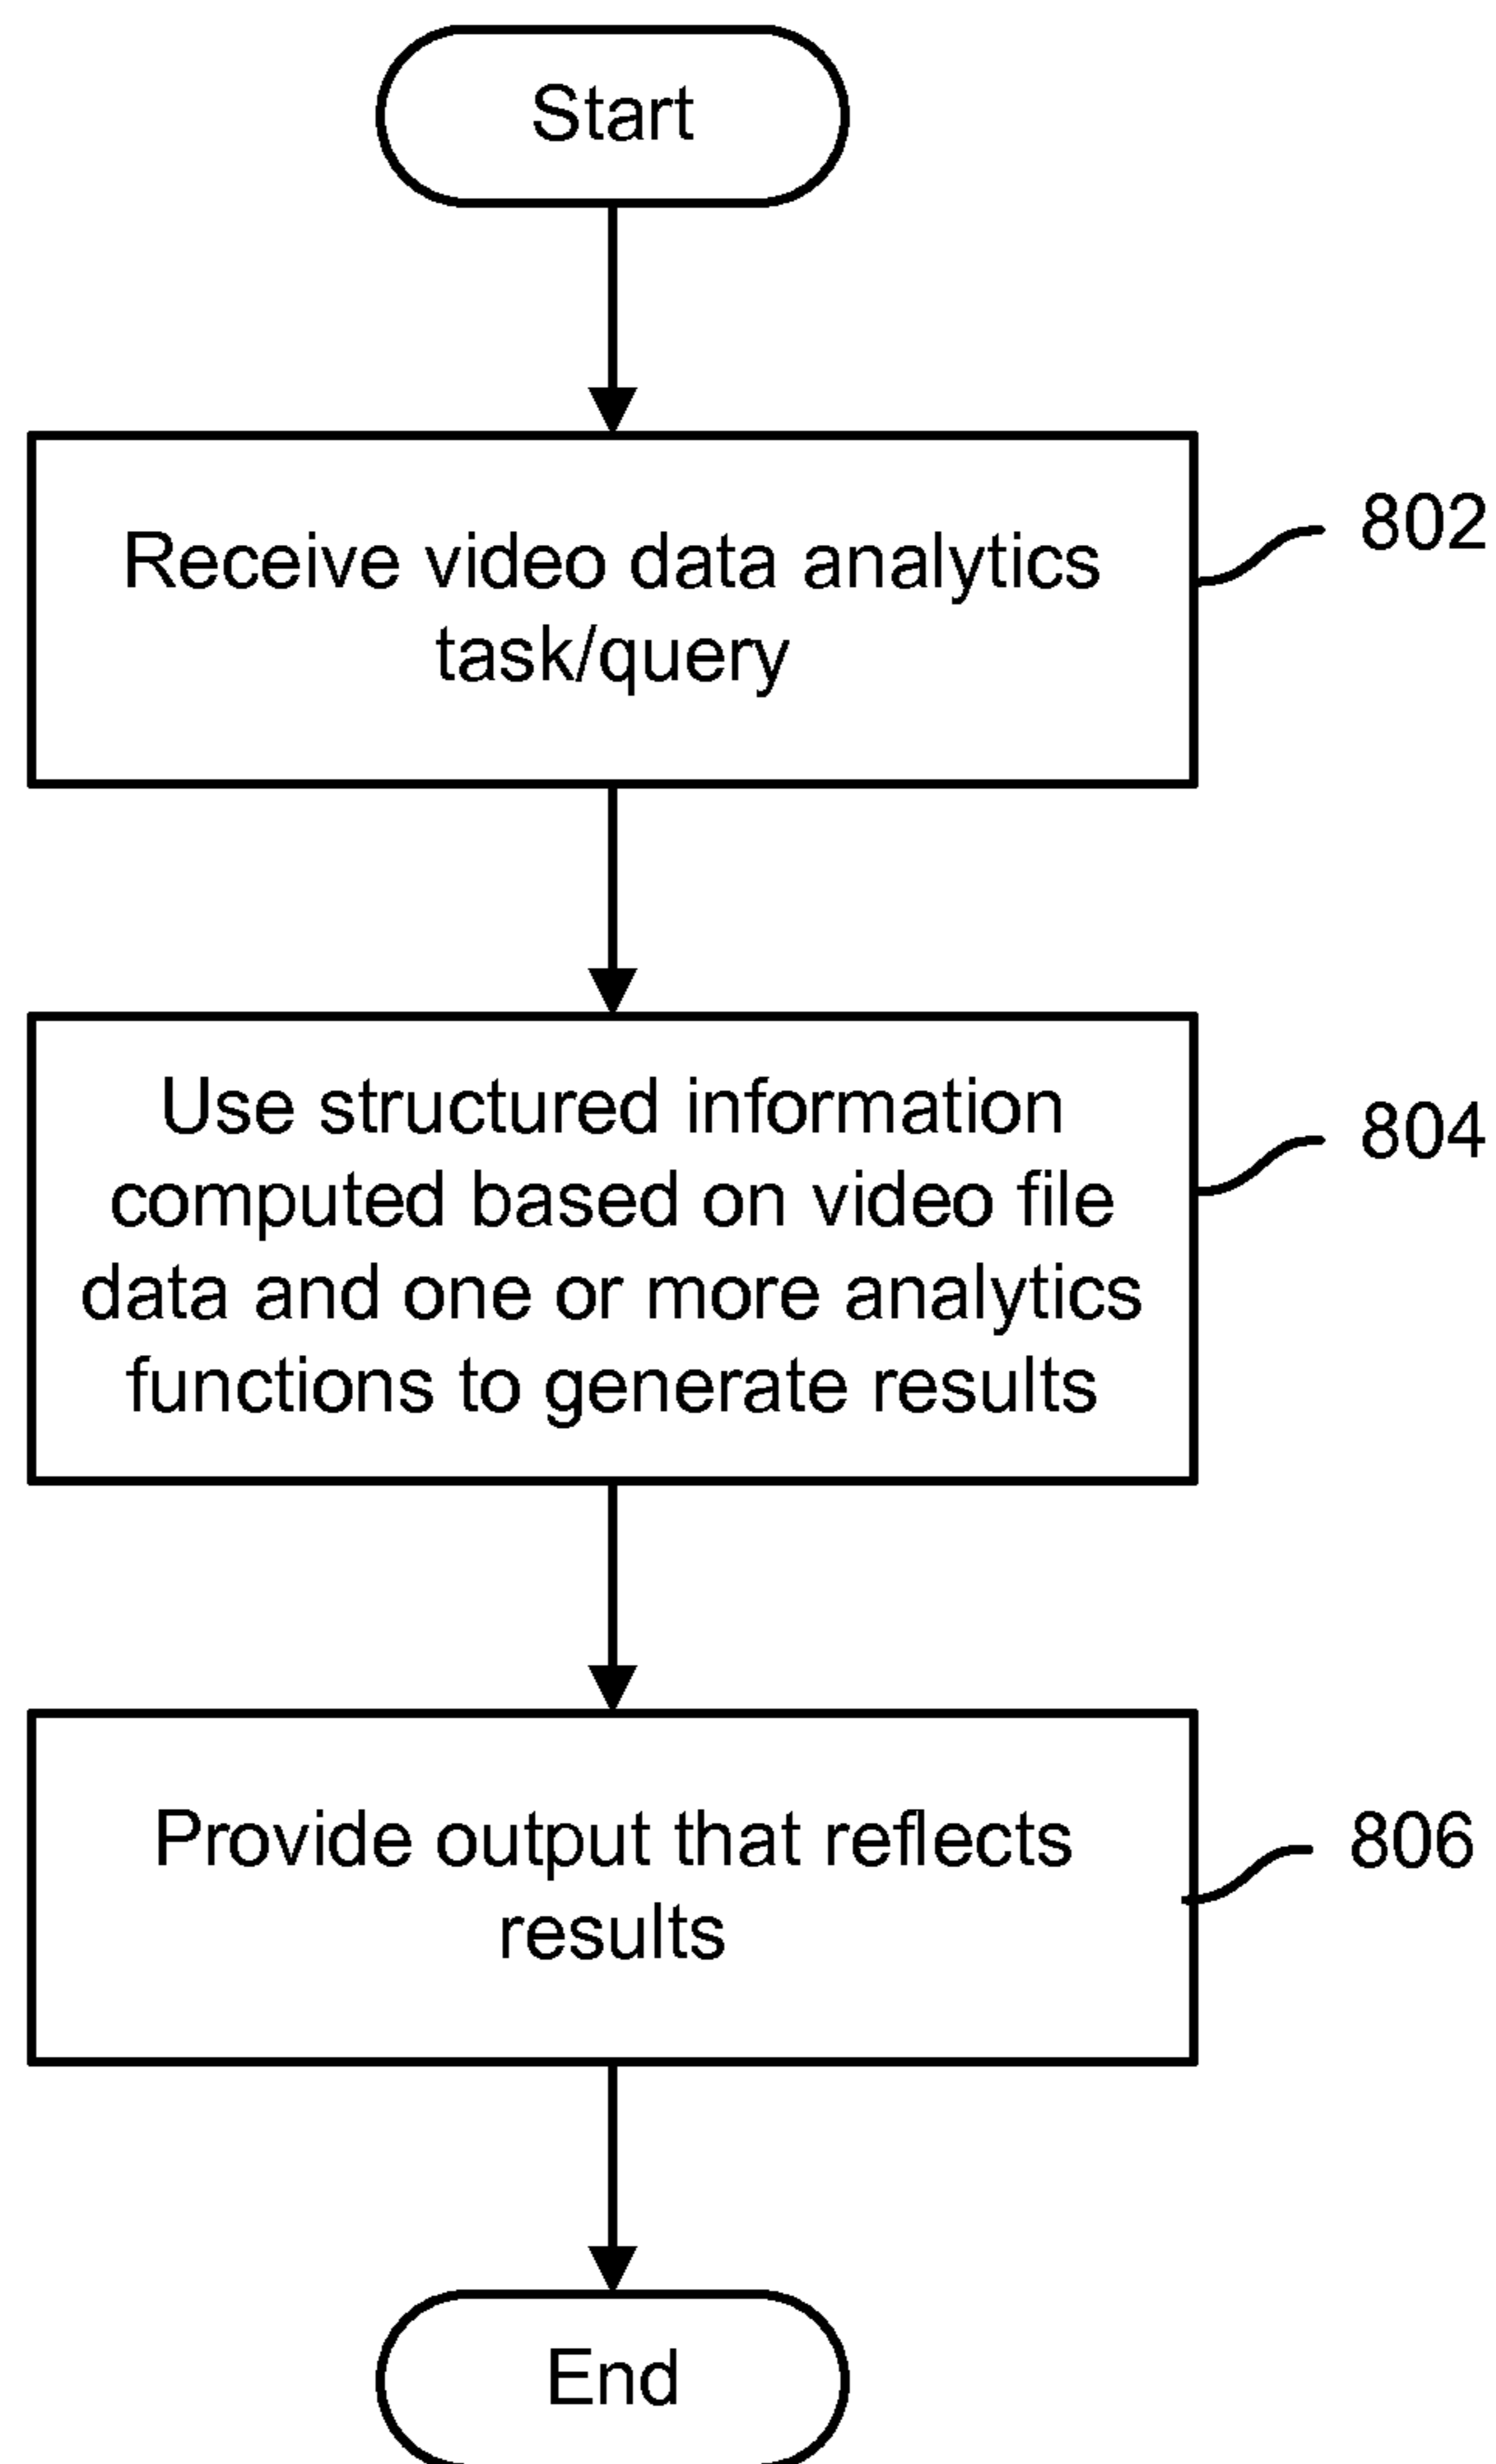 Start
Receive video data analytics
task/query
802
Use structured information
computed based on video file
data and one or more analytics
functions to generate results
804
Provide output that reflects
results
806
End